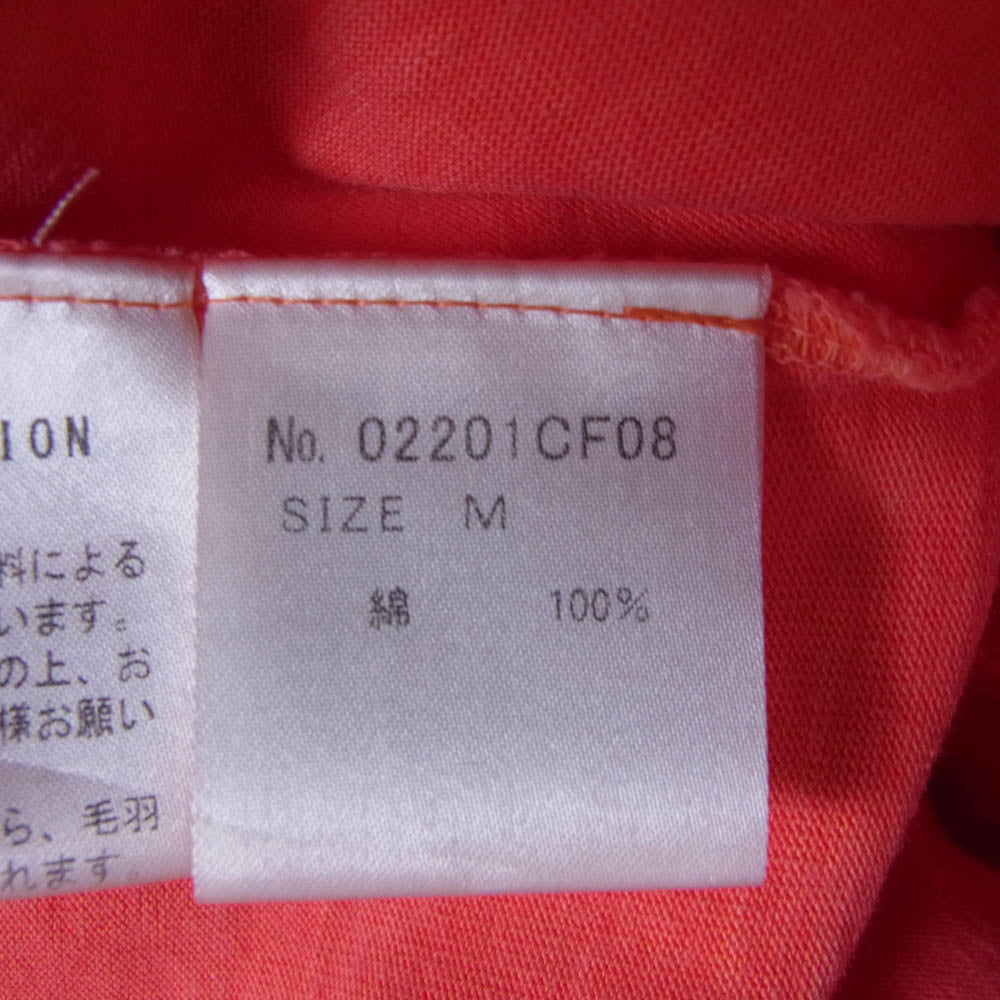 ION
料による
います。
の上、お
様お願い
ら、毛羽
れます。
No. 02201CF08
SIZE M
綿 100%